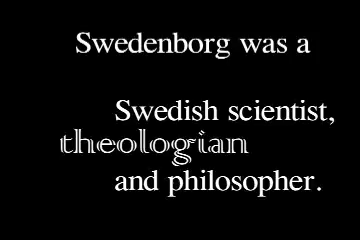 Swedenborg was a
Swedish scientist,
theologian
and philosopher.